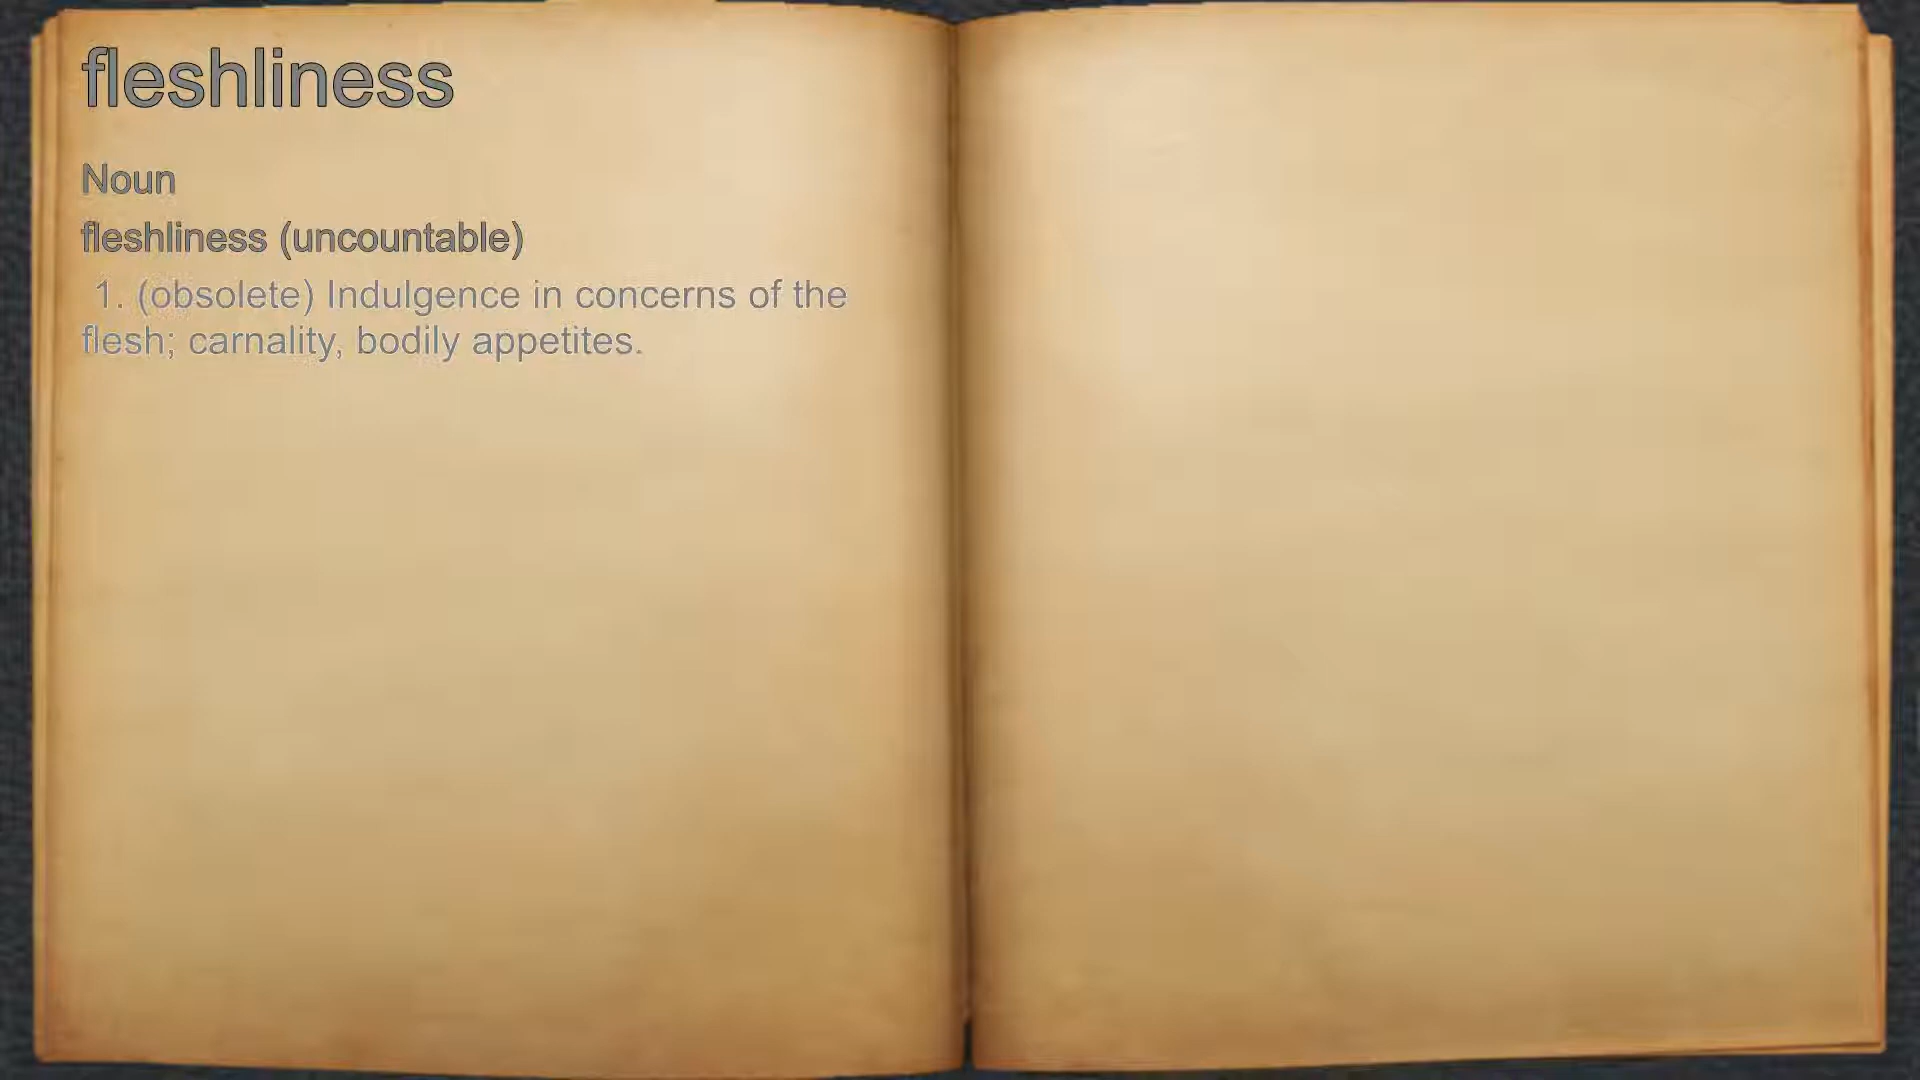 fleshliness
Noun
fleshliness (uncountable)
1. (obsolete) Indulgence in concerns of the
flesh; carnality, bodily appetites.